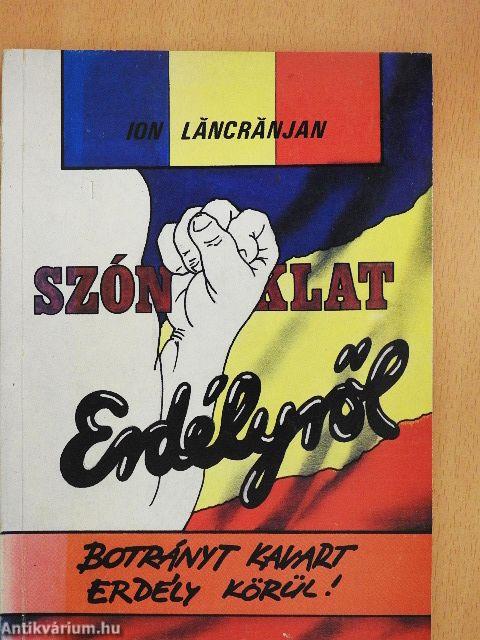 ION LĂNCRĂNJAN
SZÓN KLAT
Erdélyről
BOTRÁNYT KAVART
ERDÉLY KÖRÜL!
Antikvárium.hu